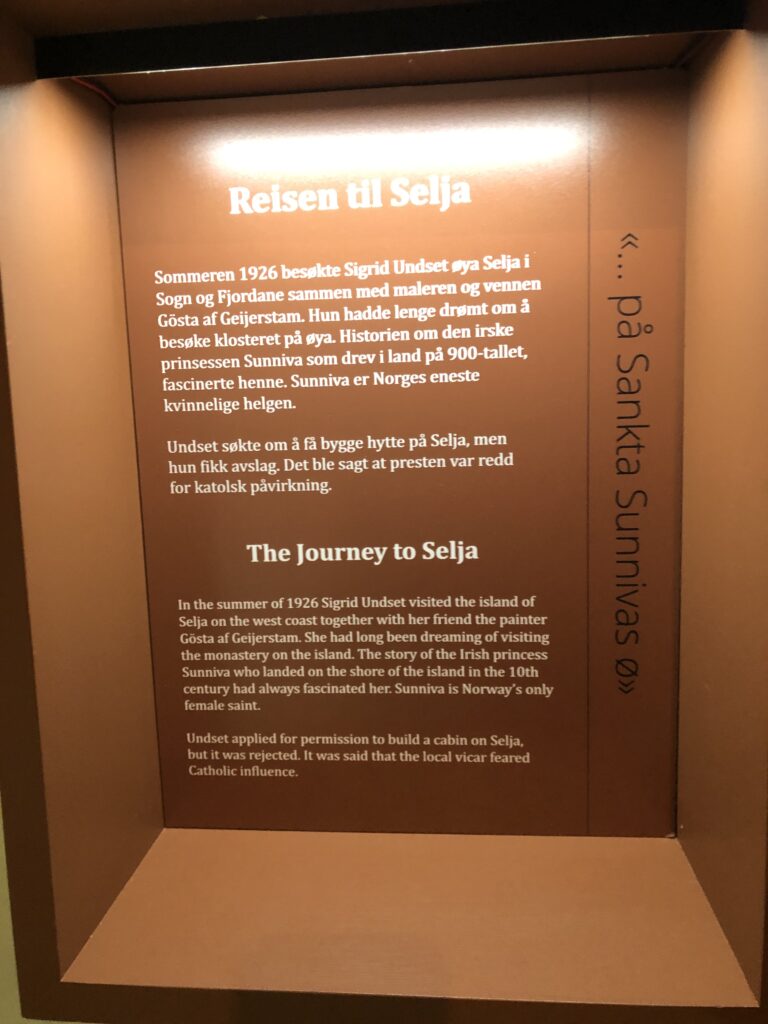 Reisen til Selja
Sommeren 1926 besøkte Sigrid Undset øya Selja i
Sogn og Fjordane sammen med maleren og vennen
Gösta af Geijerstam. Hun hadde lenge drømt om å
besøke klosteret på øya. Historien om den irske
prinsessen Sunniva som drev i land på 900-tallet,
fascinerte henne. Sunniva er Norges eneste
kvinnelige helgen.
Undset søkte om å få bygge hytte på Selja, men
hun fikk avslag. Det ble sagt at presten var redd
for katolsk påvirkning.
The Journey to Selja
In the summer of 1926 Sigrid Undset visited the island of
Selja on the west coast together with her friend the painter
Gösta af Geijerstam. She had long been dreaming of visiting
the monastery on the island. The story of the Irish princess
Sunniva who landed on the shore of the island in the 10th
century had always fascinated her. Sunniva is Norway's only
female saint.
Undset applied for permission to build a cabin on Selja,
but it was rejected. It was said that the local vicar feared
Catholic influence.
«... på Sankta Sunnivas ø»